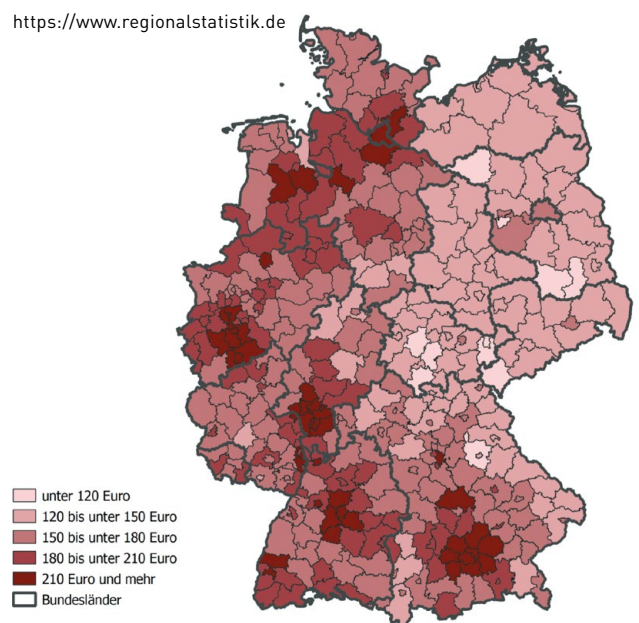 https://www.regionalstatistik.de
unter 120 Euro
120 bis unter 150 Euro
150 bis unter 180 Euro
180 bis unter 210 Euro
210 Euro und mehr
Bundesländer